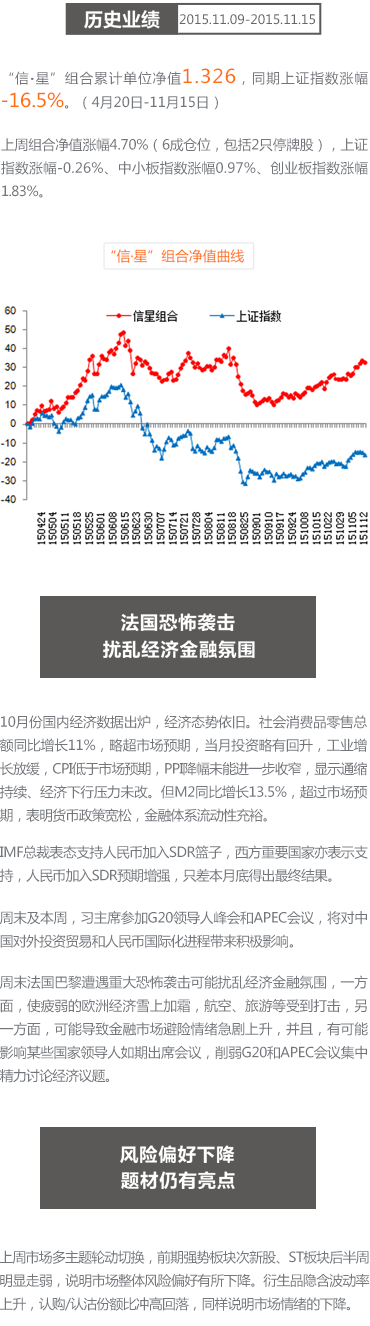 历史业绩 2015.11.09-2015.11.15
“信·星”组合累计单位净值1.326，同期上证指数涨幅
-16.5%。（4月20日-11月15日）
上周组合净值涨幅4.70%（6成仓位，包括2只停牌股），上证
指数涨幅-0.26%、中小板指数涨幅0.97%、创业板指数涨幅
1.83%。
“信·星”组合净值曲线
信星组合 上证指数
60
50
40
30
20
10
0
-10
-20
-30
-40
150424 150504 150511 150518 150525 150601 150608 150615 150623 150630 150707 150714 150721 150728 150804 150811 150818 150825 150901 150910 150917 150924 151008 151015 151022 151029 151105 151112
法国恐怖袭击
扰乱经济金融氛围
10月份国内经济数据出炉，经济态势依旧。社会消费品零售总
额同比增长11%，略超市场预期，当月投资略有回升，工业增
长放缓，CPI低于市场预期，PPI降幅未能进一步收窄，显示通缩
持续、经济下行压力未改。但M2同比增长13.5%，超过市场预
期，表明货币政策宽松，金融体系流动性充裕。
IMF总裁表态支持人民币加入SDR篮子，西方重要国家亦表示支
持，人民币加入SDR预期增强，只差本月底得出最终结果。
周末及本周，习主席参加G20领导人峰会和APEC会议，将对中
国对外投资贸易和人民币国际化进程带来积极影响。
周末法国巴黎遭遇重大恐怖袭击可能扰乱经济金融氛围，一方
面，使疲弱的欧洲经济雪上加霜，航空、旅游等受到打击，另
一方面，可能导致金融市场避险情绪急剧上升，并且，有可能
影响某些国家领导人如期出席会议，削弱G20和APEC会议集中
精力讨论经济议题。
风险偏好下降
题材仍有亮点
上周市场多主题轮动切换，前期强势板块次新股、ST板块后半周
明显走弱，说明市场整体风险偏好有所下降。衍生品隐含波动率
上升，认购/认沽份额比冲高回落，同样说明市场情绪的下降。